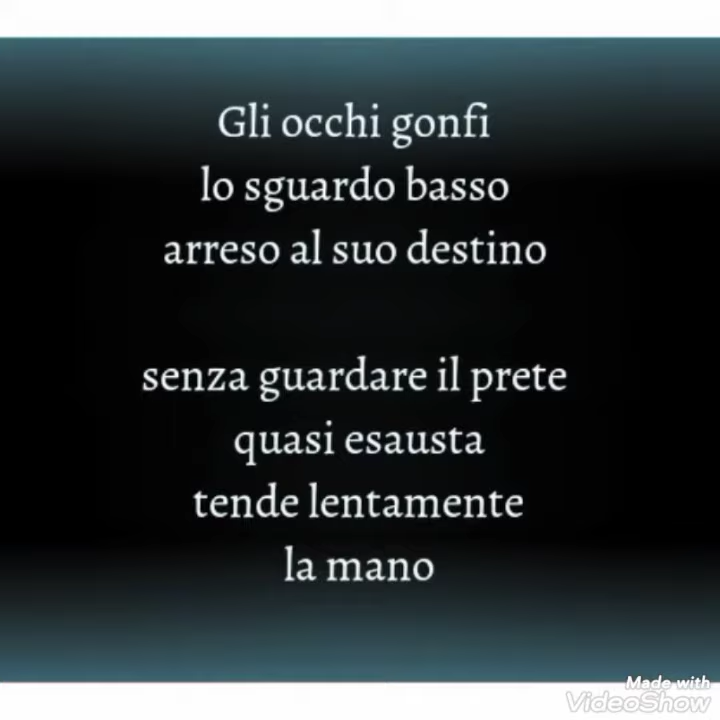 Gli occhi gonfi
lo sguardo basso
arreso al suo destino
senza guardare il prete
quasi esausta
tende lentamente
la mano
Made with
VideoShow